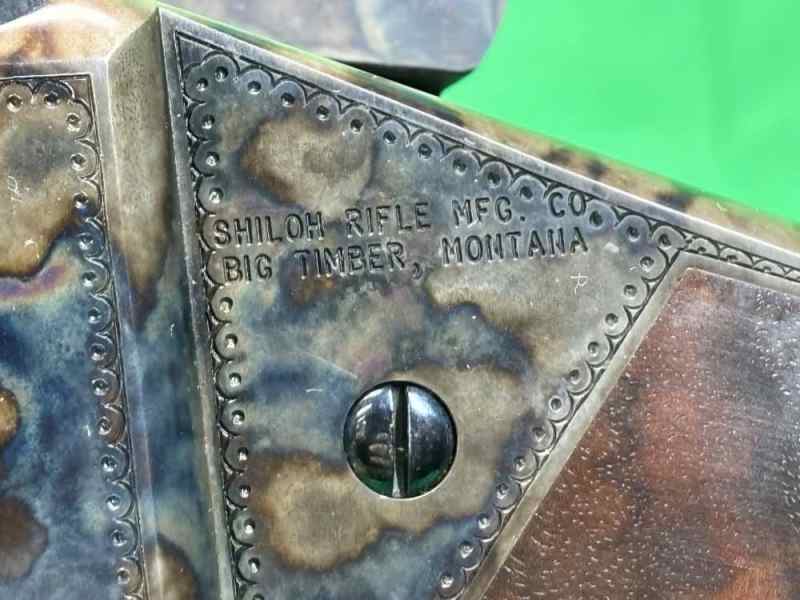 SHILOH RIFLE MFG. CO
BIG TIMBER, MONTANA